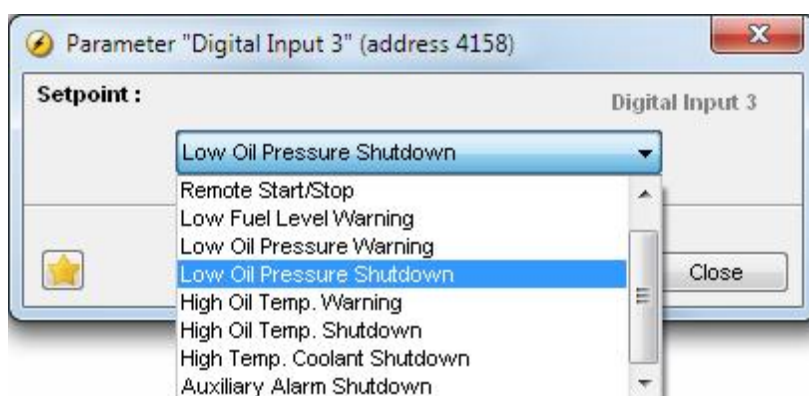 Parameter "Digital Input 3" (address 4158)
Setpoint :
Digital Input 3
Low Oil Pressure Shutdown
Remote Start/Stop
Low Fuel Level Warning
Low Oil Pressure Warning
Low Oil Pressure Shutdown
High Oil Temp. Warning
Close
High Oil Temp. Shutdown
High Temp. Coolant Shutdown
Auxiliary Alarm Shutdown